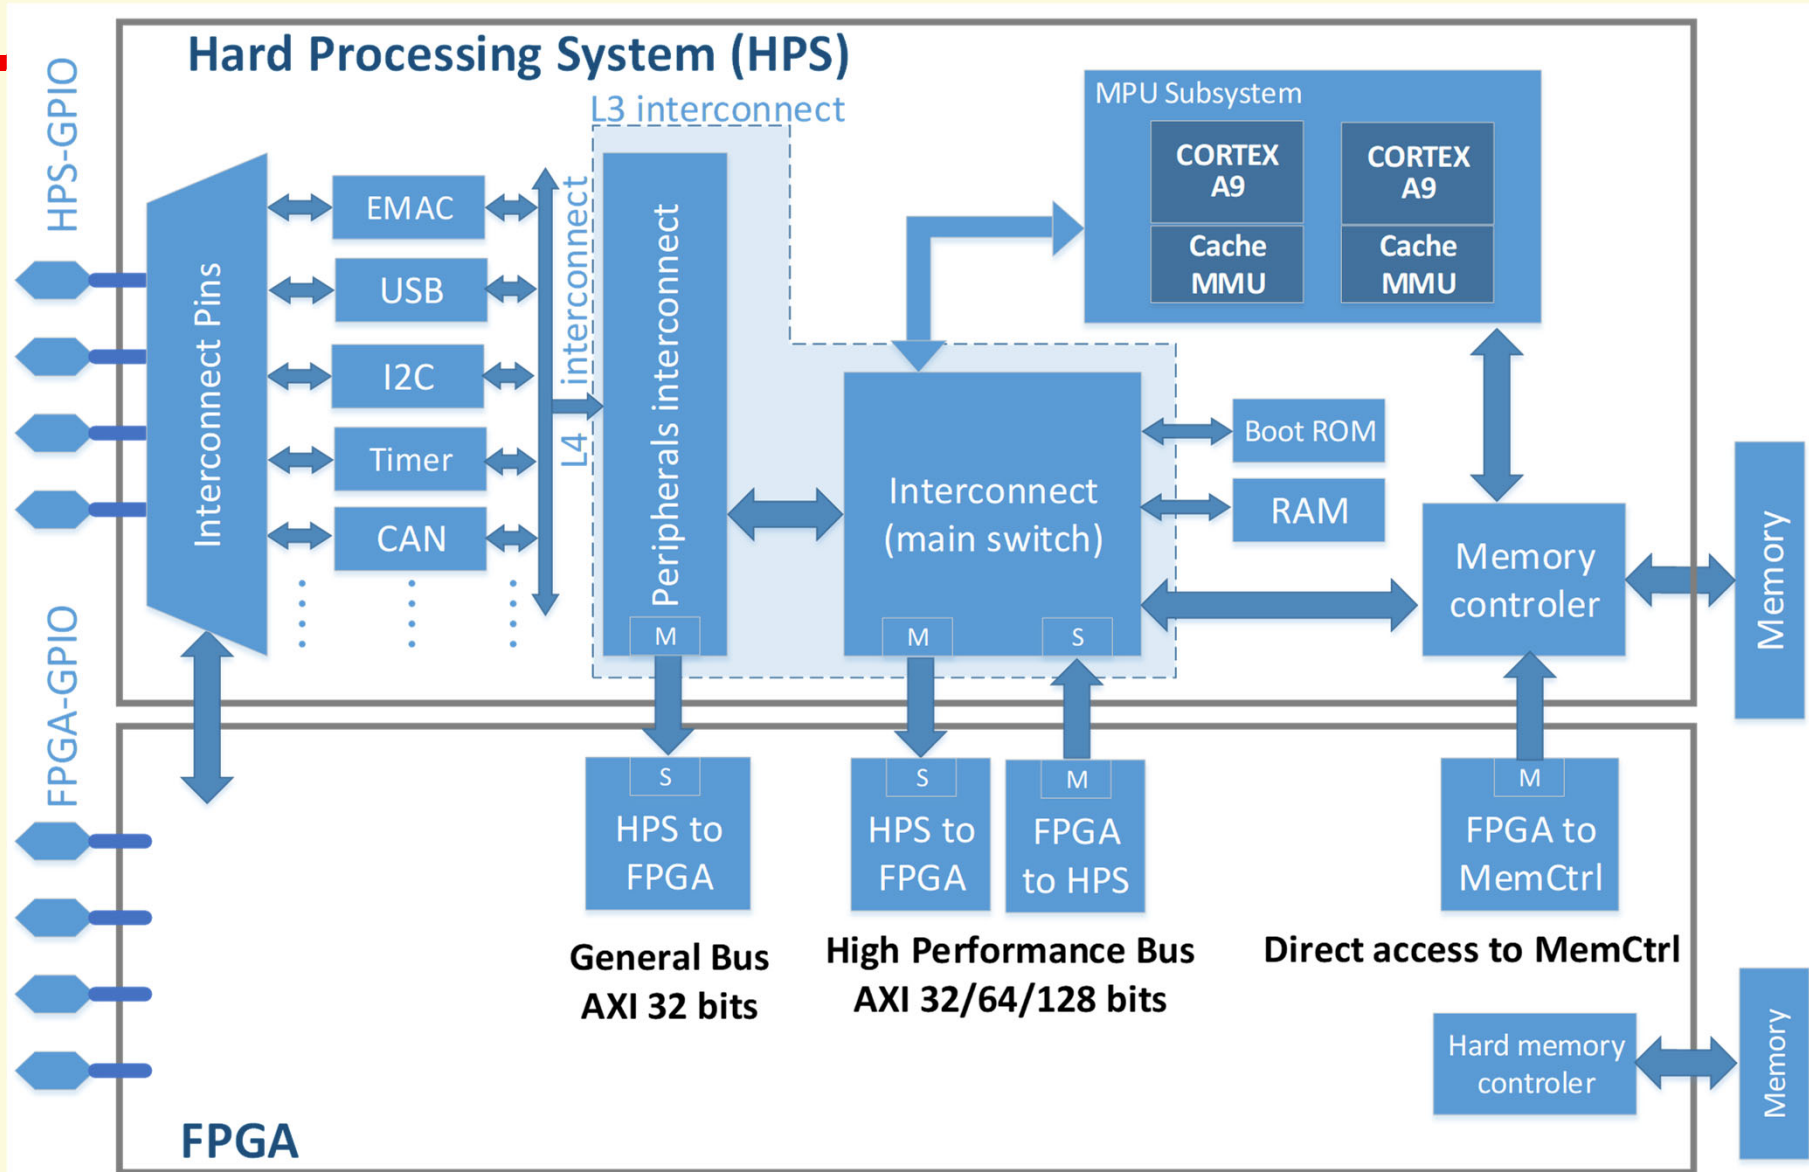 Hard Processing System (HPS)
HPS-GPIO
FPGA-GPIO
Interconnect Pins
EMAC
USB
I2C
Timer
CAN
L4 interconnect
L3 interconnect
Peripherals interconnect
M
Interconnect
(main switch)
M
S
MPU Subsystem
CORTEX
A9
Cache
MMU
CORTEX
A9
Cache
MMU
Boot ROM
RAM
Memory
controler
Memory
S
HPS to
FPGA
General Bus
AXI 32 bits
S
HPS to
FPGA
M
FPGA
to HPS
High Performance Bus
AXI 32/64/128 bits
M
FPGA to
MemCtrl
Direct access to MemCtrl
Hard memory
controler
Memory
FPGA